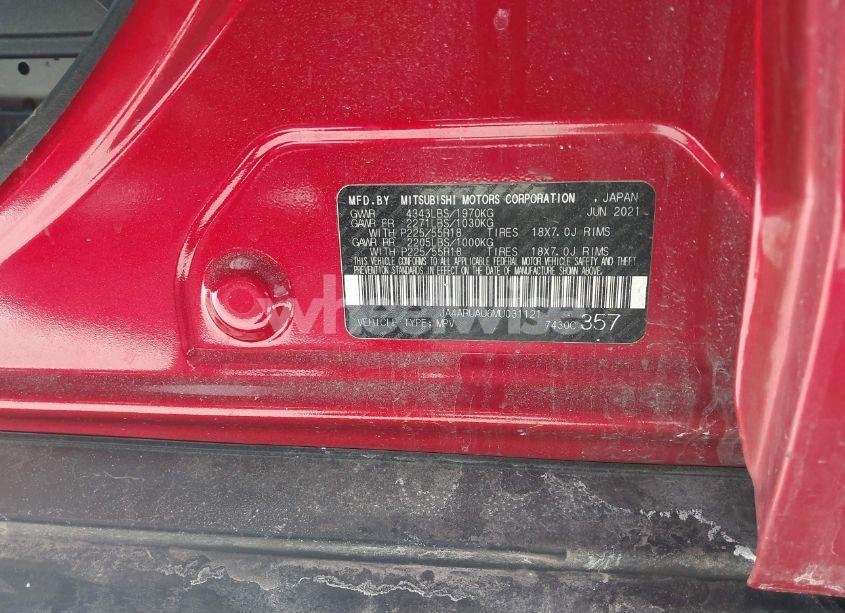 MFD.BY MITSUBISHI MOTORS CORPORATION , JAPAN
GVWR 4343LBS/1970KG JUN 2021
GAWR FR 2271LBS/1030KG
WITH P225/55R18 TIRES 18X7.0J RIMS
GAWR RR 2205LBS/1000KG
WITH P225/55R18 TIRES 18X7.0J RIMS
THIS VEHICLE CONFORMS TO ALL APPLICABLE FEDERAL MOTOR VEHICLE SAFETY AND THEFT
PREVENTION STANDARDS IN EFFECT ON THE DATE OF MANUFACTURE SHOWN ABOVE.
JA4ARUAU6MU031121
VEHICLE TYPE: MPV 7430C 357
wheelwise